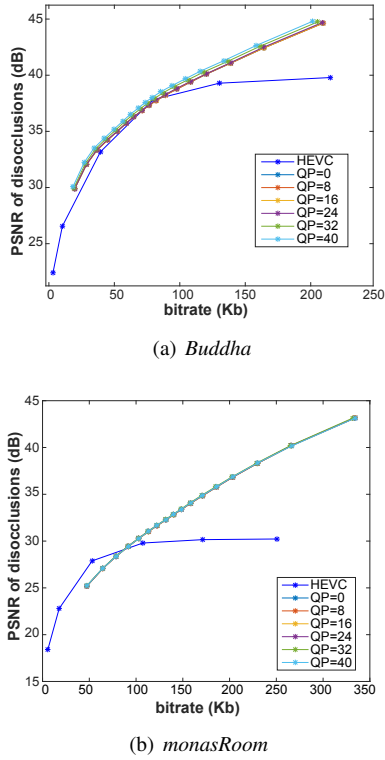 45
40
35
30
25
PSNR of disocclusions (dB)
HEVC
QP=0
QP=8
QP=16
QP=24
QP=32
QP=40
0 50 100 150 200 250
bitrate (Kb)
(a) Buddha
45
40
35
30
25
20
15
PSNR of disocclusions (dB)
HEVC
QP=0
QP=8
QP=16
QP=24
QP=32
QP=40
0 50 100 150 200 250 300 350
bitrate (Kb)
(b) monasRoom